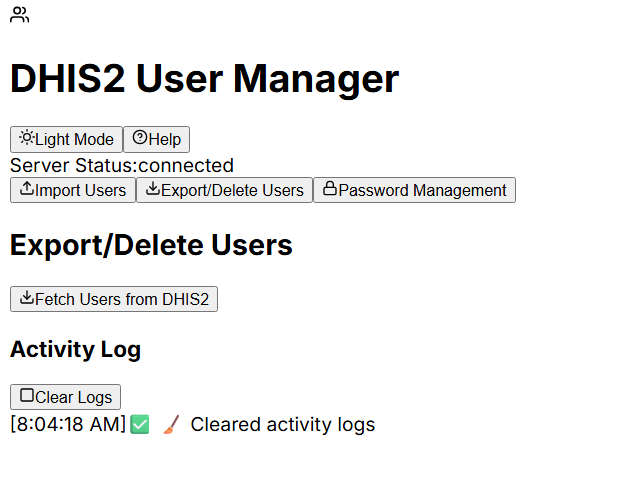 DHIS2 User Manager
Light Mode Help
Server Status:connected
Import Users Export/Delete Users Password Management
Export/Delete Users
Fetch Users from DHIS2
Activity Log
Clear Logs
[8:04:18 AM]✅ 🧹 Cleared activity logs